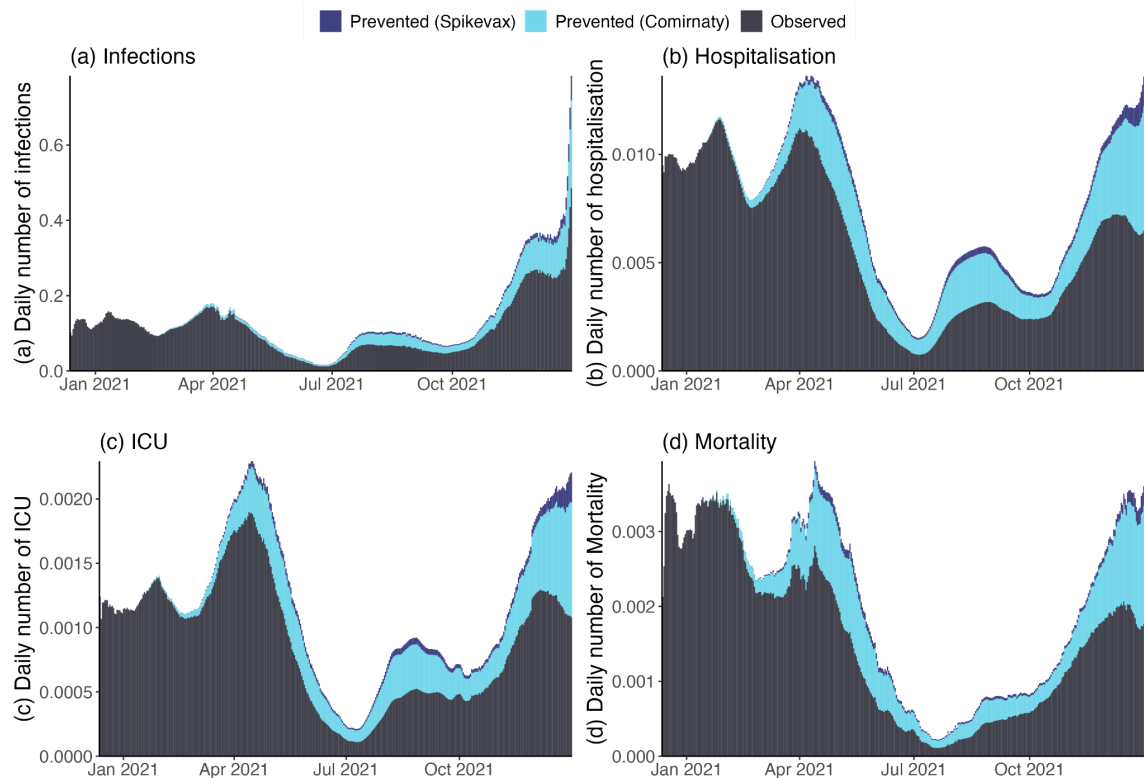 Prevented (Spikevax) Prevented (Comirnaty) Observed
(a) Infections
(a) Daily number of infections
0.6
0.4
0.2
0.0
Jan 2021 Apr 2021 Jul 2021 Oct 2021
(b) Hospitalisation
(b) Daily number of hospitalisation
0.010
0.005
0.000
Jan 2021 Apr 2021 Jul 2021 Oct 2021
(c) ICU
(c) Daily number of ICU
0.0020
0.0015
0.0010
0.0005
0.0000
Jan 2021 Apr 2021 Jul 2021 Oct 2021
(d) Mortality
(d) Daily number of Mortality
0.003
0.002
0.001
0.000
Jan 2021 Apr 2021 Jul 2021 Oct 2021